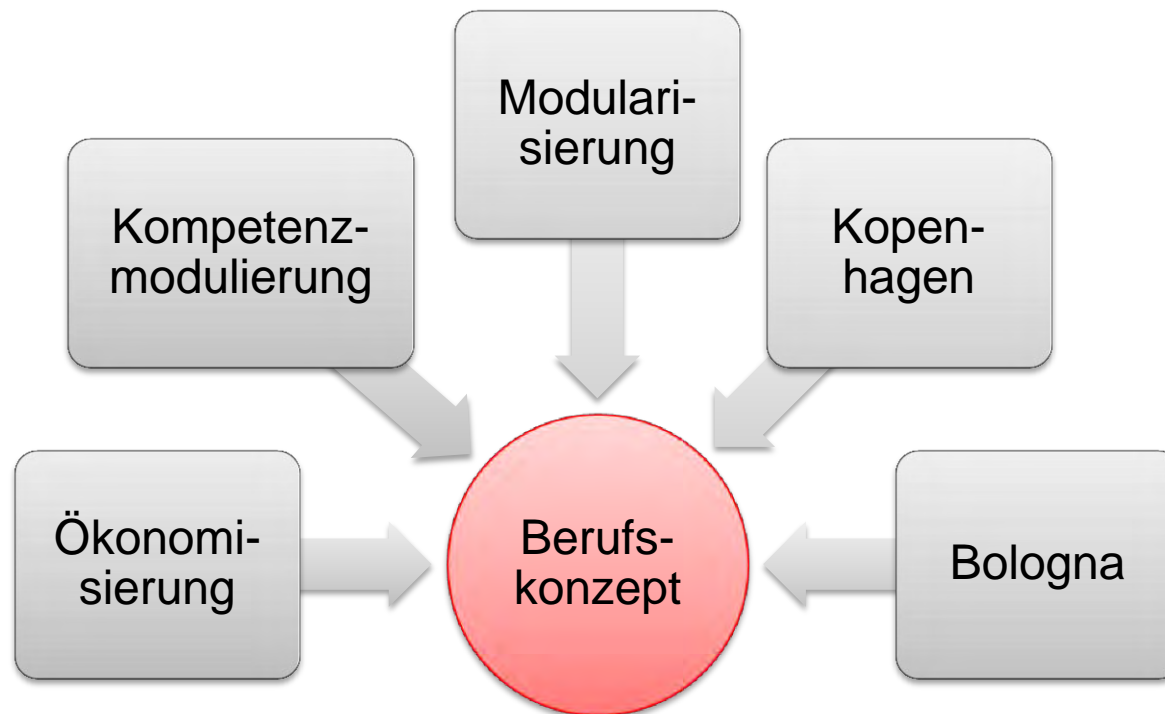 Modulari-
sierung
Kompetenz-
modulierung
Kopen-
hagen
Ökonomi-
sierung
Berufs-
konzept
Bologna